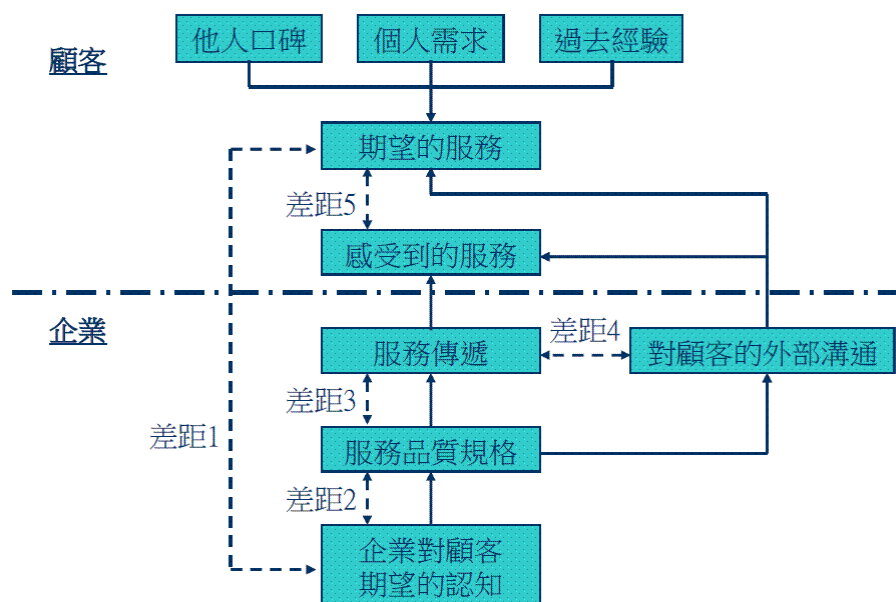 顧客
他人口碑
個人需求
過去經驗
期望的服務
差距5
感受到的服務
企業
服務傳遞
差距4
對顧客的外部溝通
差距3
差距1
服務品質規格
差距2
企業對顧客
期望的認知